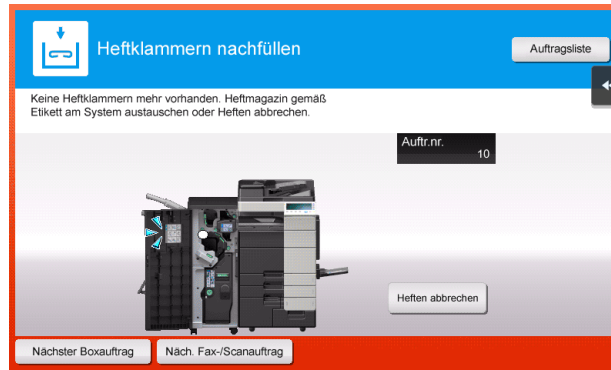 Heftklammern nachfüllen
Auftragsliste
Keine Heftklammern mehr vorhanden. Heftmagazin gemäß
Etikett am System austauschen oder Heften abbrechen.
Auftr.nr.
10
Heften abbrechen
Nächster Boxauftrag
Näch. Fax-/Scanauftrag